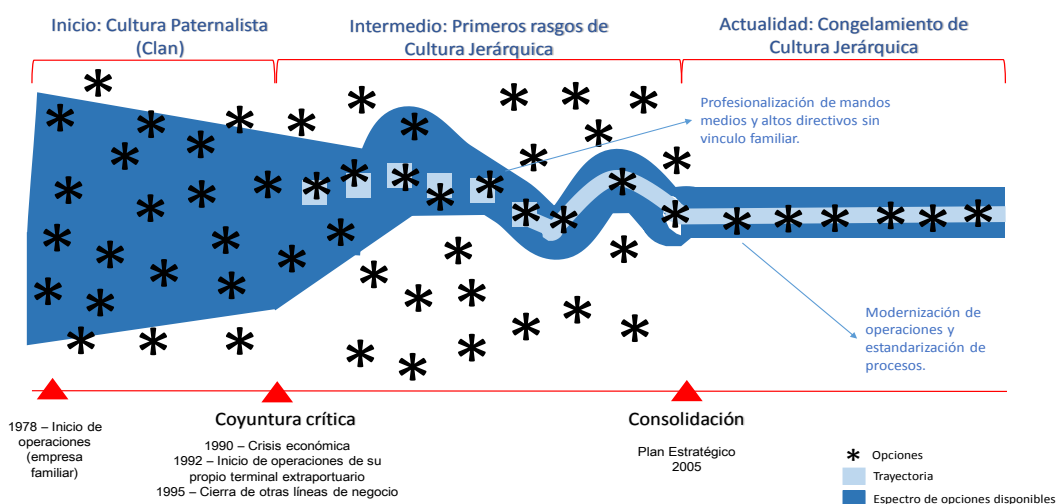 Inicio: Cultura Paternalista
(Clan)
Intermedio: Primeros rasgos de
Cultura Jerárquica
Actualidad: Congelamiento de
Cultura Jerárquica
Profesionalización de mandos
medios y altos directivos sin
vinculo familiar.
Modernización de
operaciones y
estandarización de
procesos.
1978 – Inicio de
operaciones
(empresa
familiar)
Coyuntura crítica
1990 – Crisis económica
1992 – Inicio de operaciones de su
propio terminal extraportuario
1995 – Cierra de otras líneas de negocio
Consolidación
Plan Estratégico
2005
Opciones
Trayectoria
Espectro de opciones disponibles